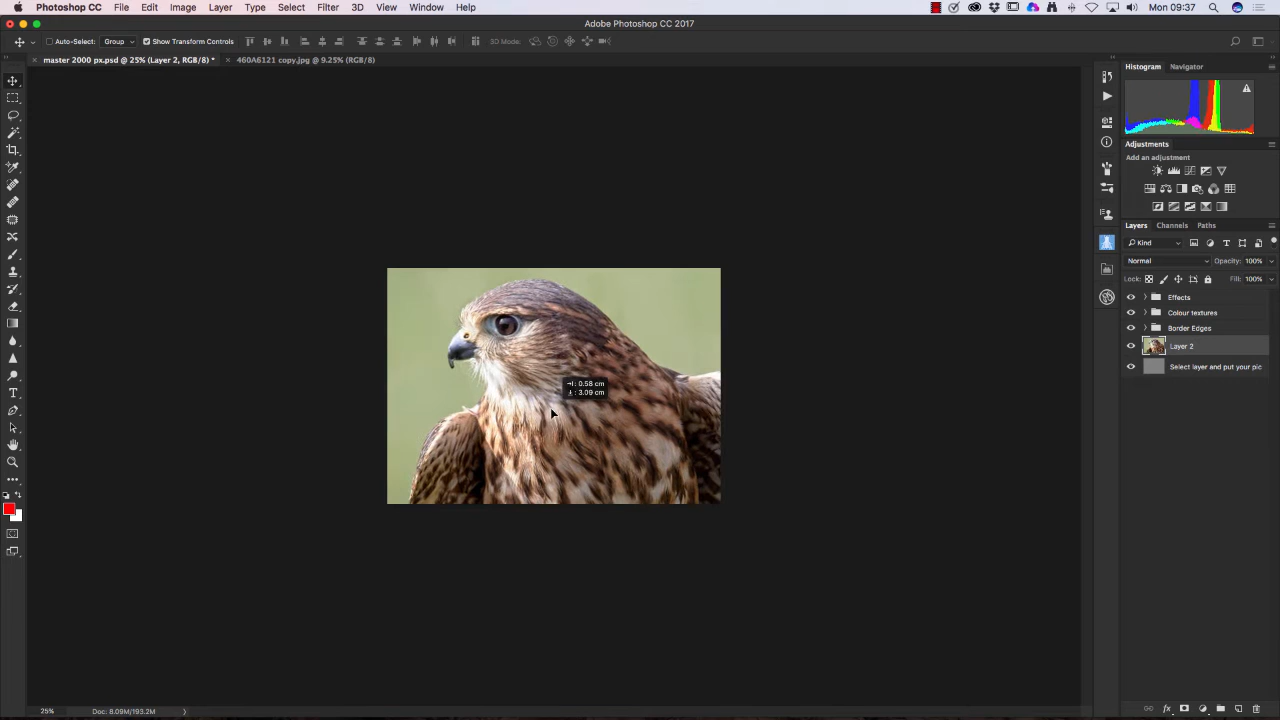 Photoshop CC File Edit Image Layer Type Select Filter 3D View Window Help Mon 09:37
Adobe Photoshop CC 2017
Auto-Select: Group Show Transform Controls 3D Mode:
master 2000 px.psd @ 25% (Layer 2, RGB/8) * 460A6121 copy.jpg @ 9.25% (RGB/8)
Histogram Navigator
Adjustments
Add an adjustment
Layers Channels Paths
Kind
Normal Opacity: 100%
Lock: Fill: 100%
Effects
Colour textures
Border Edges
Layer 2
Select layer and put your pic
: 0.58 cm
: 3.09 cm
25% Doc: 8.09M/193.2M